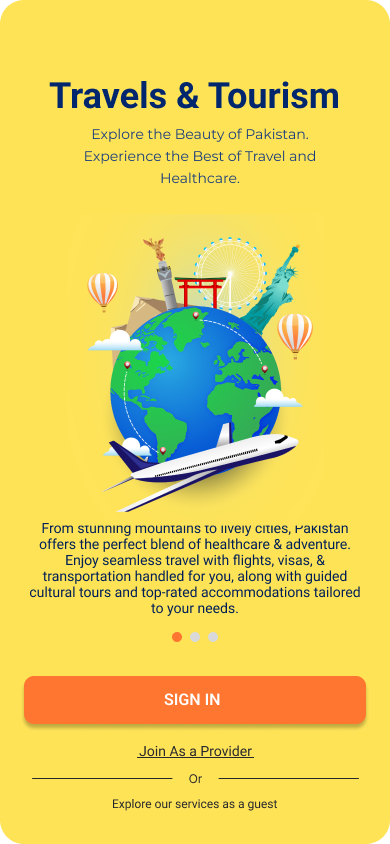 Travels & Tourism
Explore the Beauty of Pakistan.
Experience the Best of Travel and
Healthcare.
From stunning mountains to lively cities, Pakistan
offers the perfect blend of healthcare & adventure.
Enjoy seamless travel with flights, visas, &
transportation handled for you, along with guided
cultural tours and top-rated accommodations tailored
to your needs.
SIGN IN
Join As a Provider
Or
Explore our services as a guest